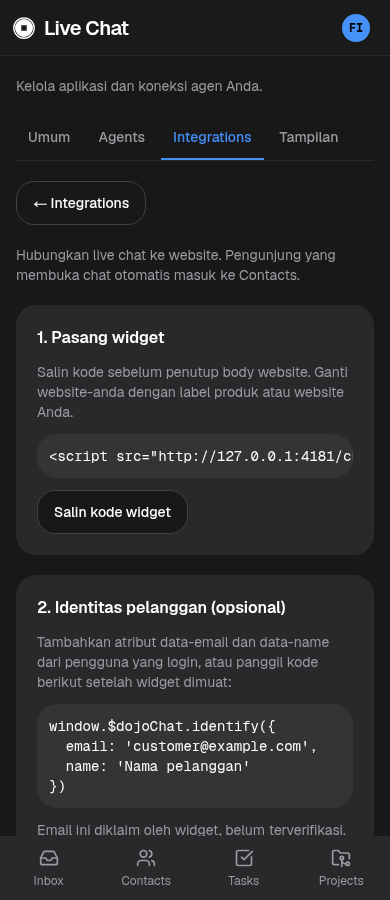 Live Chat
FI
Kelola aplikasi dan koneksi agen Anda.
Umum Agents Integrations Tampilan
← Integrations
Hubungkan live chat ke website. Pengunjung yang
membuka chat otomatis masuk ke Contacts.
1. Pasang widget
Salin kode sebelum penutup body website. Ganti
website-anda dengan label produk atau website
Anda.
<script src="http://127.0.0.1:4181/c
Salin kode widget
2. Identitas pelanggan (opsional)
Tambahkan atribut data-email dan data-name
dari pengguna yang login, atau panggil kode
berikut setelah widget dimuat:
window.$dojoChat.identify({
  email: 'customer@example.com',
  name: 'Nama pelanggan'
})
Email ini diklaim oleh widget, belum terverifikasi.
Inbox Contacts Tasks Projects